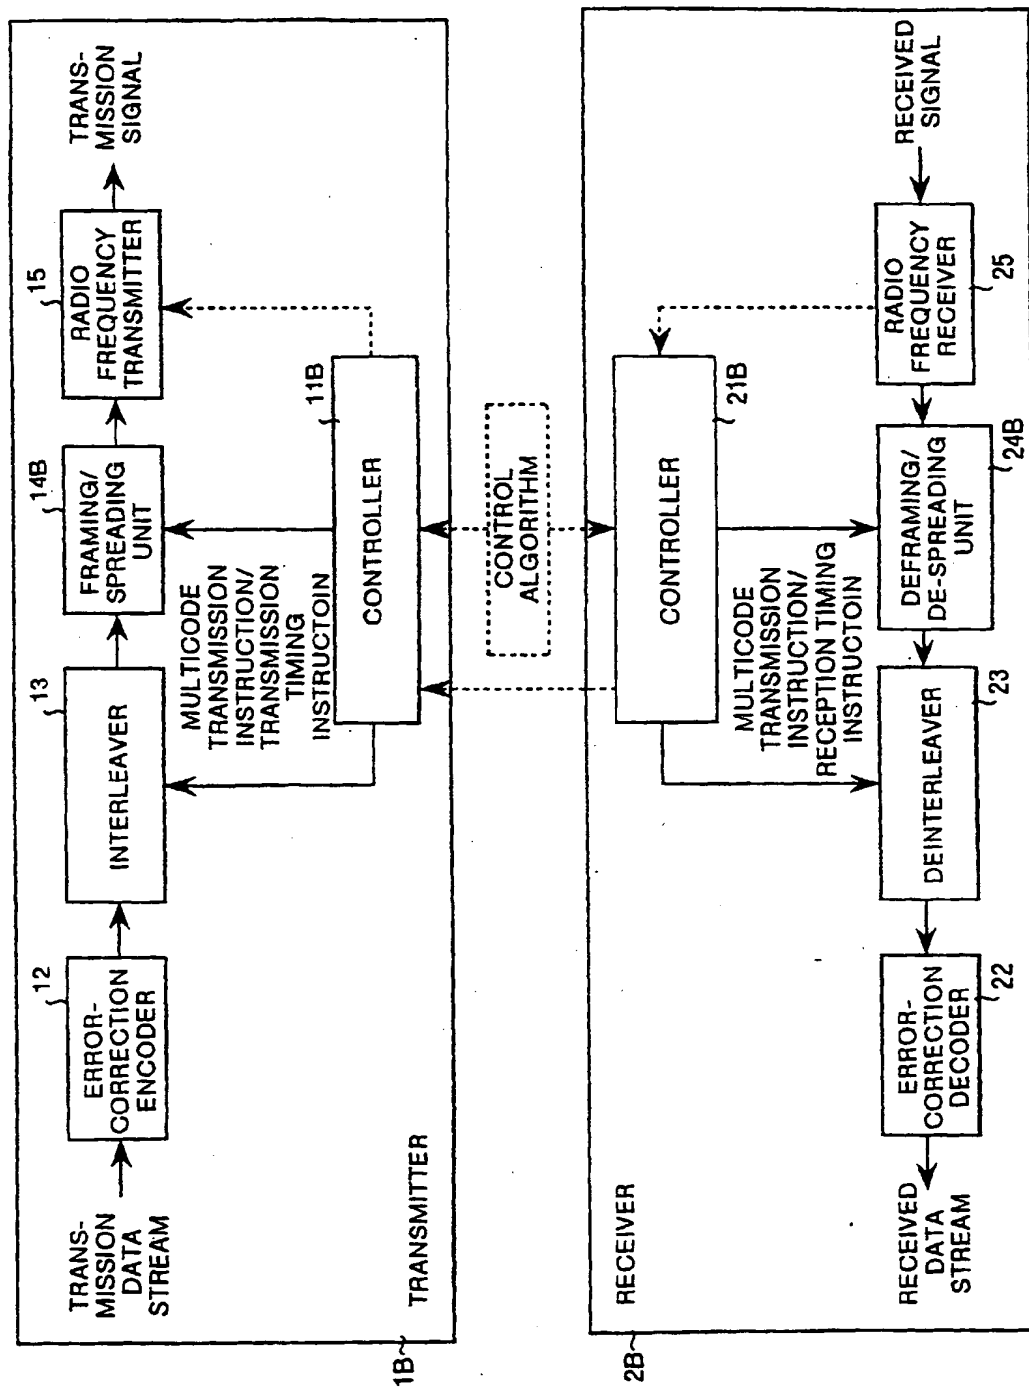 1B
TRANSMITTER
TRANS-
MISSION
DATA
STREAM
12
ERROR-
CORRECTION
ENCODER
13
INTERLEAVER
14B
FRAMING/
SPREADING
UNIT
15
RADIO
FREQUENCY
TRANSMITTER
TRANS-
MISSION
SIGNAL
MULTICODE
TRANSMISSION
INSTRUCTION/
TRANSMISSION
TIMING
INSTRUCTOIN
11B
CONTROLLER
CONTROL
ALGORITHM
2B
RECEIVER
21B
CONTROLLER
MULTICODE
TRANSMISSION
INSTRUCTION/
RECEPTION TIMING
INSTRUCTOIN
RECEIVED
DATA
STREAM
ERROR-
CORRECTION
DECODER
22
DEINTERLEAVER
23
DEFRAMING/
DE-SPREADING
UNIT
24B
RADIO
FREQUENCY
RECEIVER
25
RECEIVED
SIGNAL